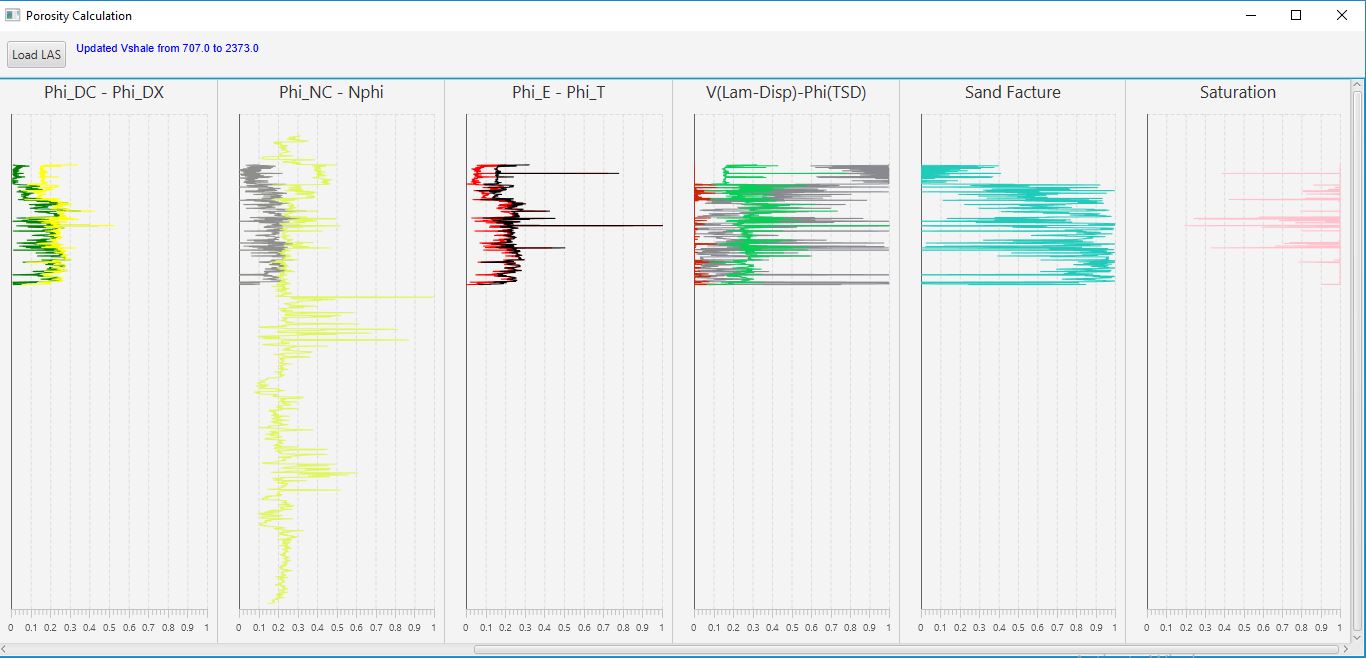 Porosity Calculation
Load LAS
Updated Vshale from 707.0 to 2373.0
Phi_DC - Phi_DX
Phi_NC - Nphi
Phi_E - Phi_T
V(Lam-Disp)-Phi(TSD)
Sand Facture
Saturation
0 0.1 0.2 0.3 0.4 0.5 0.6 0.7 0.8 0.9 1
0 0.1 0.2 0.3 0.4 0.5 0.6 0.7 0.8 0.9 1
0 0.1 0.2 0.3 0.4 0.5 0.6 0.7 0.8 0.9 1
0 0.1 0.2 0.3 0.4 0.5 0.6 0.7 0.8 0.9 1
0 0.1 0.2 0.3 0.4 0.5 0.6 0.7 0.8 0.9 1
0 0.1 0.2 0.3 0.4 0.5 0.6 0.7 0.8 0.9 1